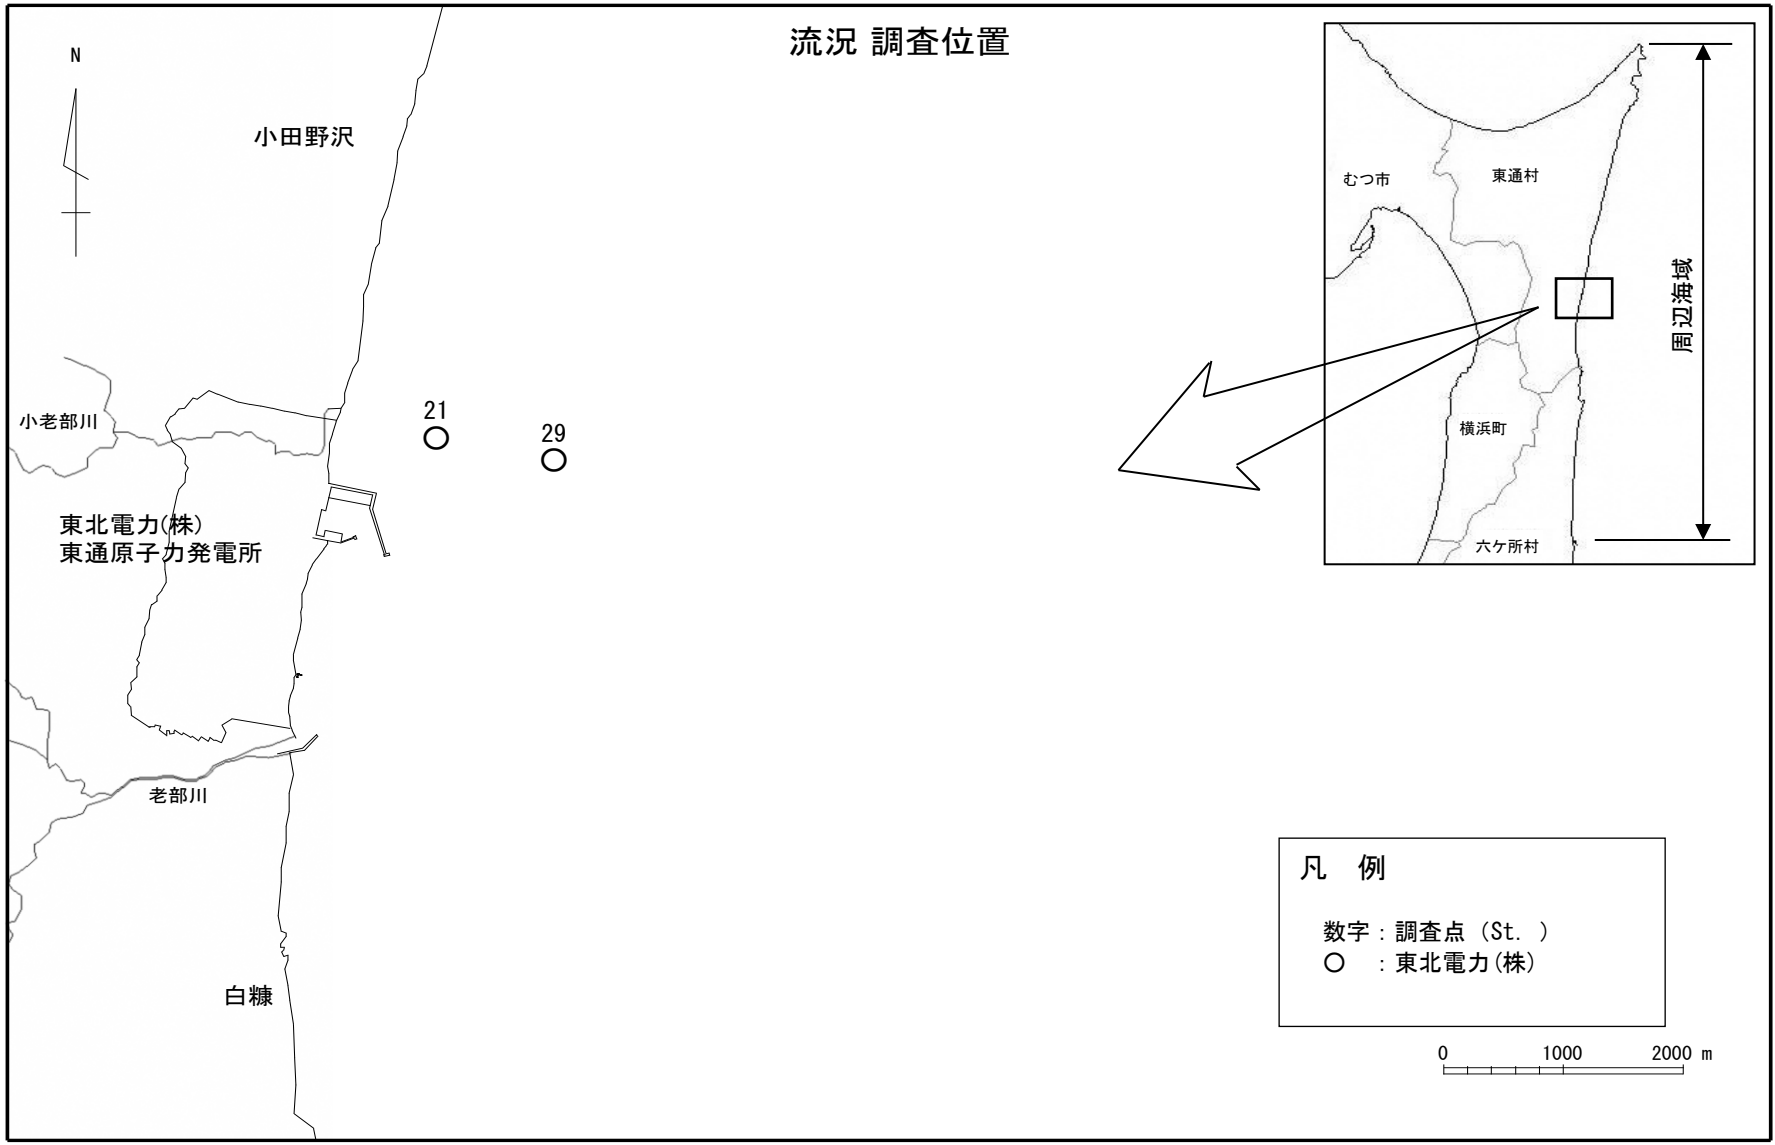 流況 調査位置
N
小田野沢
小老部川
21
29
東北電力(株)
東通原子力発電所
老部川
白糠
むつ市
東通村
周辺海域
横浜町
六ケ所村
凡 例
数字：調査点（St. ）
○ ：東北電力(株)
0 1000 2000 m